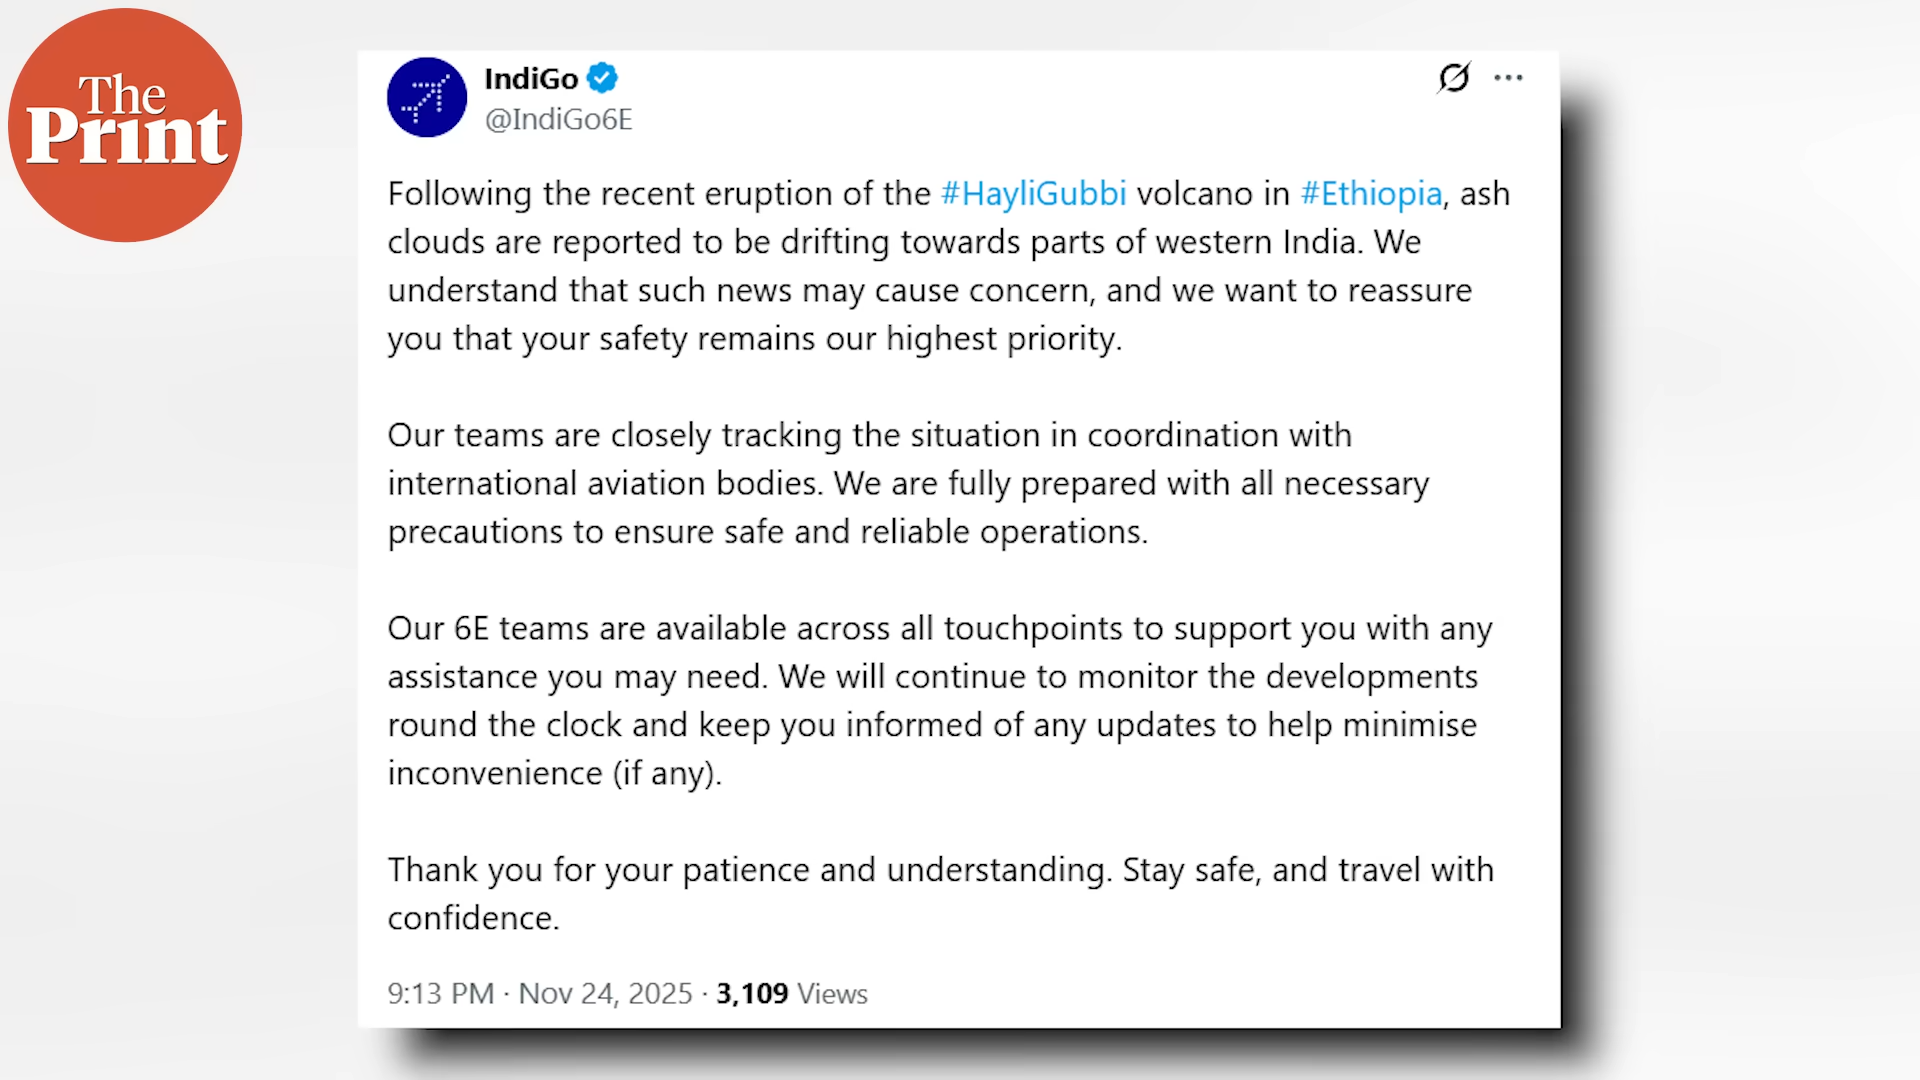 The
Print
IndiGo
@IndiGo6E
Following the recent eruption of the #HayliGubbi volcano in #Ethiopia, ash
clouds are reported to be drifting towards parts of western India. We
understand that such news may cause concern, and we want to reassure
you that your safety remains our highest priority.
Our teams are closely tracking the situation in coordination with
international aviation bodies. We are fully prepared with all necessary
precautions to ensure safe and reliable operations.
Our 6E teams are available across all touchpoints to support you with any
assistance you may need. We will continue to monitor the developments
round the clock and keep you informed of any updates to help minimise
inconvenience (if any).
Thank you for your patience and understanding. Stay safe, and travel with
confidence.
9:13 PM · Nov 24, 2025 · 3,109 Views